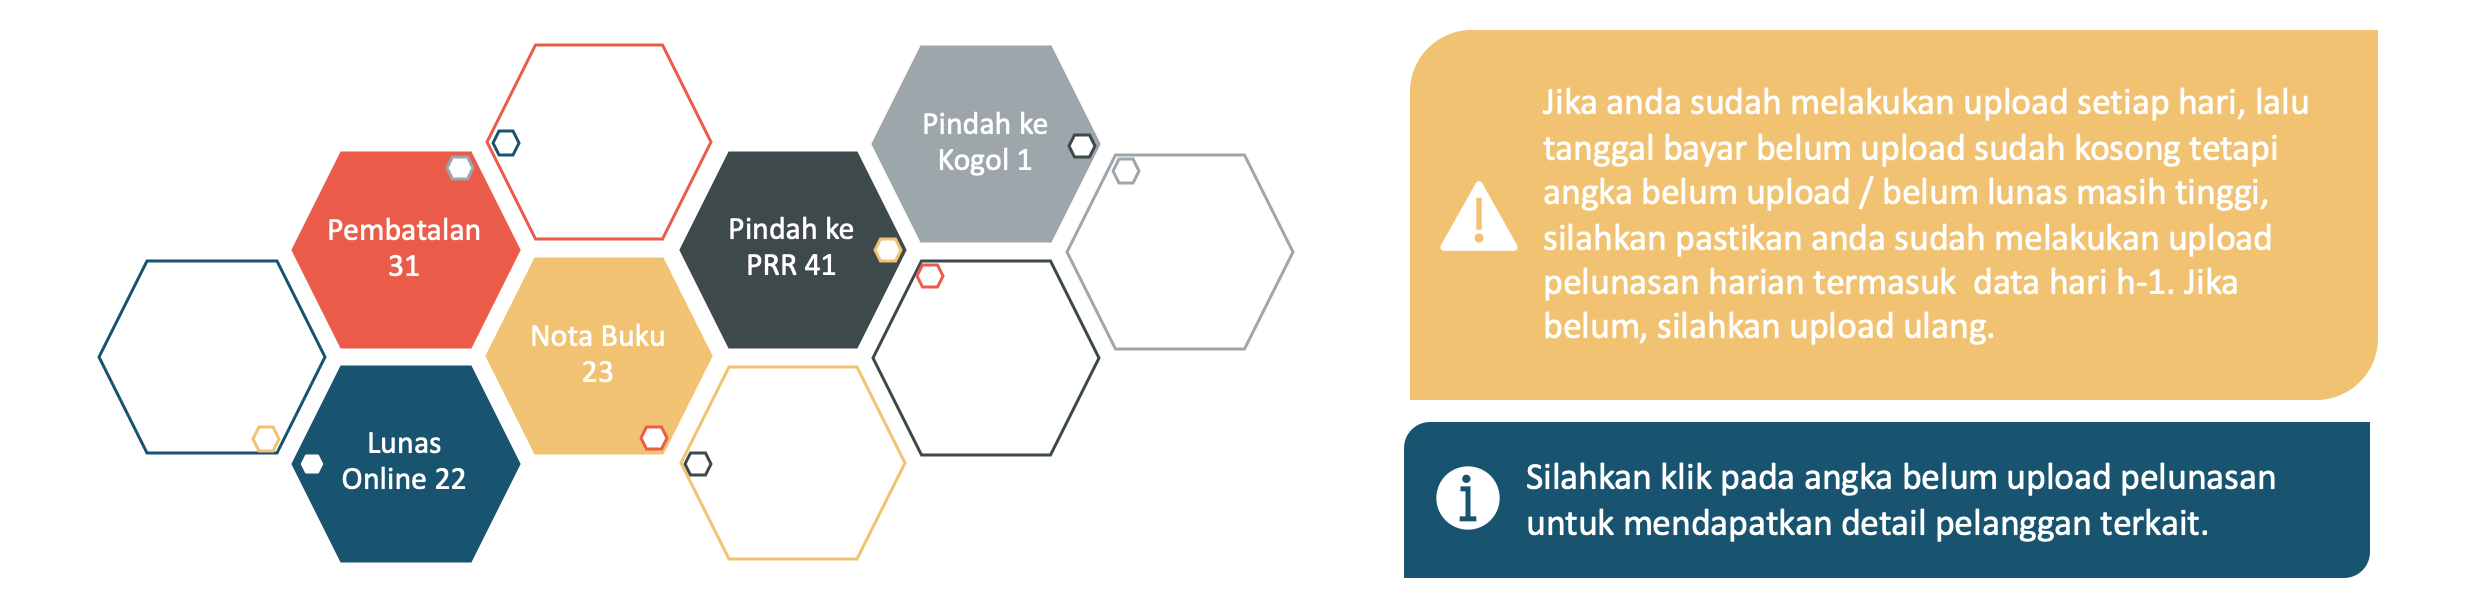 Pembatalan
31
Lunas
Online 22
Nota Buku
23
Pindah ke
PRR 41
Pindah ke
Kogol 1
Jika anda sudah melakukan upload setiap hari, lalu
tanggal bayar belum upload sudah kosong tetapi
angka belum upload / belum lunas masih tinggi,
silahkan pastikan anda sudah melakukan upload
pelunasan harian termasuk  data hari h-1. Jika
belum, silahkan upload ulang.
Silahkan klik pada angka belum upload pelunasan
untuk mendapatkan detail pelanggan terkait.